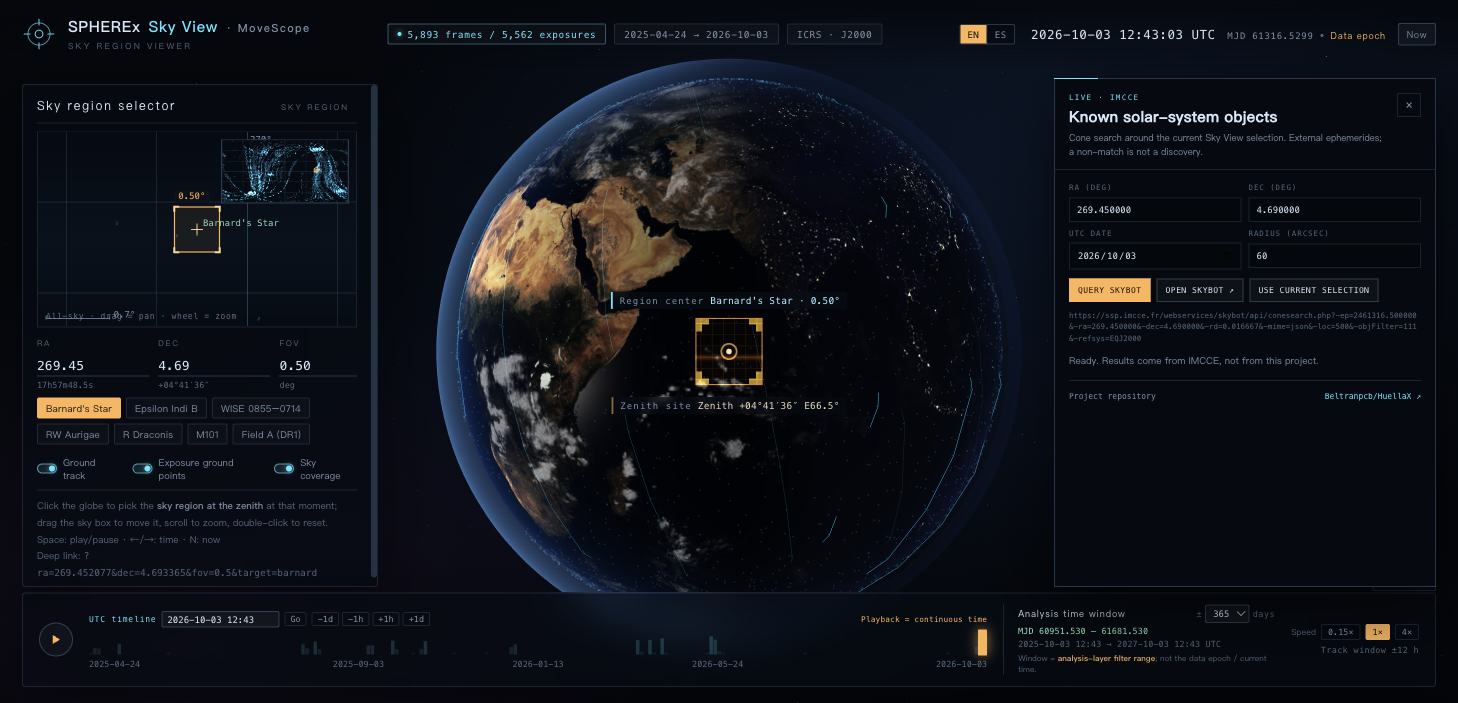 SPHEREx Sky View · MoveScope
SKY REGION VIEWER
5,893 frames / 5,562 exposures
2025-04-24 → 2026-10-03
ICRS · J2000
EN ES
2026-10-03 12:43:03 UTC MJD 61316.5299 • Data epoch
Now
Sky region selector
SKY REGION
270°
0.50°
Barnard's Star
All-sky · drag = pan · wheel = zoom
0.7°
RA DEC FOV
269.45 4.69 0.50
17h57m48.5s +04°41′36″ deg
Barnard's Star Epsilon Indi B WISE 0855−0714
RW Aurigae R Draconis M101 Field A (DR1)
Ground track
Exposure ground points
Sky coverage
Click the globe to pick the sky region at the zenith at that moment;
drag the sky box to move it, scroll to zoom, double-click to reset.
Space: play/pause · ←/→: time · N: now
Deep link: ?
ra=269.452077&dec=4.693365&fov=0.5&target=barnard
Region center Barnard's Star · 0.50°
Zenith site Zenith +04°41′36″ E66.5°
LIVE · IMCCE
×
Known solar-system objects
Cone search around the current Sky View selection. External ephemerides;
a non-match is not a discovery.
RA (DEG) DEC (DEG)
269.450000 4.690000
UTC DATE RADIUS (ARCSEC)
2026/10/03 60
QUERY SKYBOT OPEN SKYBOT ↗ USE CURRENT SELECTION
https://ssp.imcce.fr/webservices/skybot/api/conesearch.php?-ep=2461316.500000
&-ra=269.450000&-dec=4.690000&-rd=0.016667&-mime=json&-loc=500&-objFilter=111
&-refsys=EQJ2000
Ready. Results come from IMCCE, not from this project.
Project repository Beltranpcb/HuellaX ↗
UTC timeline 2026-10-03 12:43 Go −1d −1h +1h +1d
Playback = continuous time
2025-04-24 2025-09-03 2026-01-13 2026-05-24 2026-10-03
Analysis time window ± 365 days
MJD 60951.530 – 61681.530
2025-10-03 12:43 → 2027-10-03 12:43 UTC
Window = analysis-layer filter range; not the data epoch / current
time.
Speed 0.15× 1× 4×
Track window ±12 h